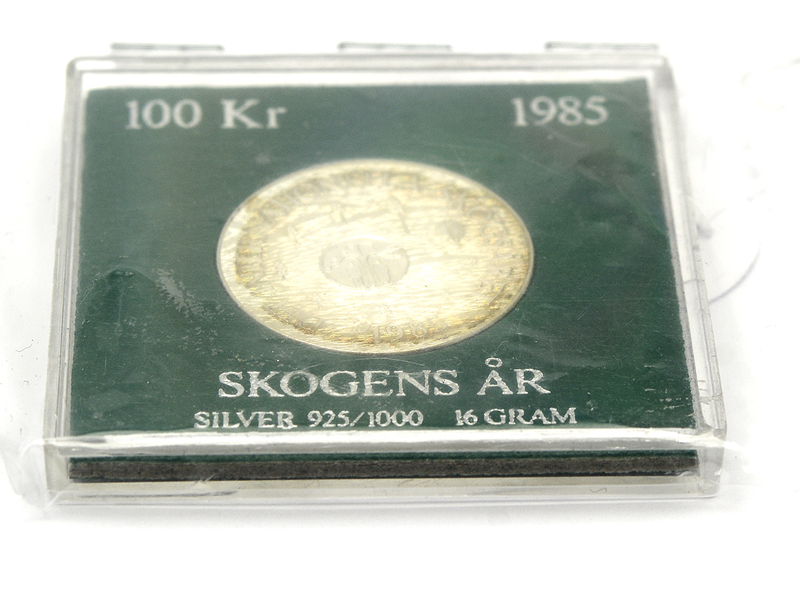 100 Kr 1985
SKOGENS ÅR
SILVER 925/1000 16 GRAM